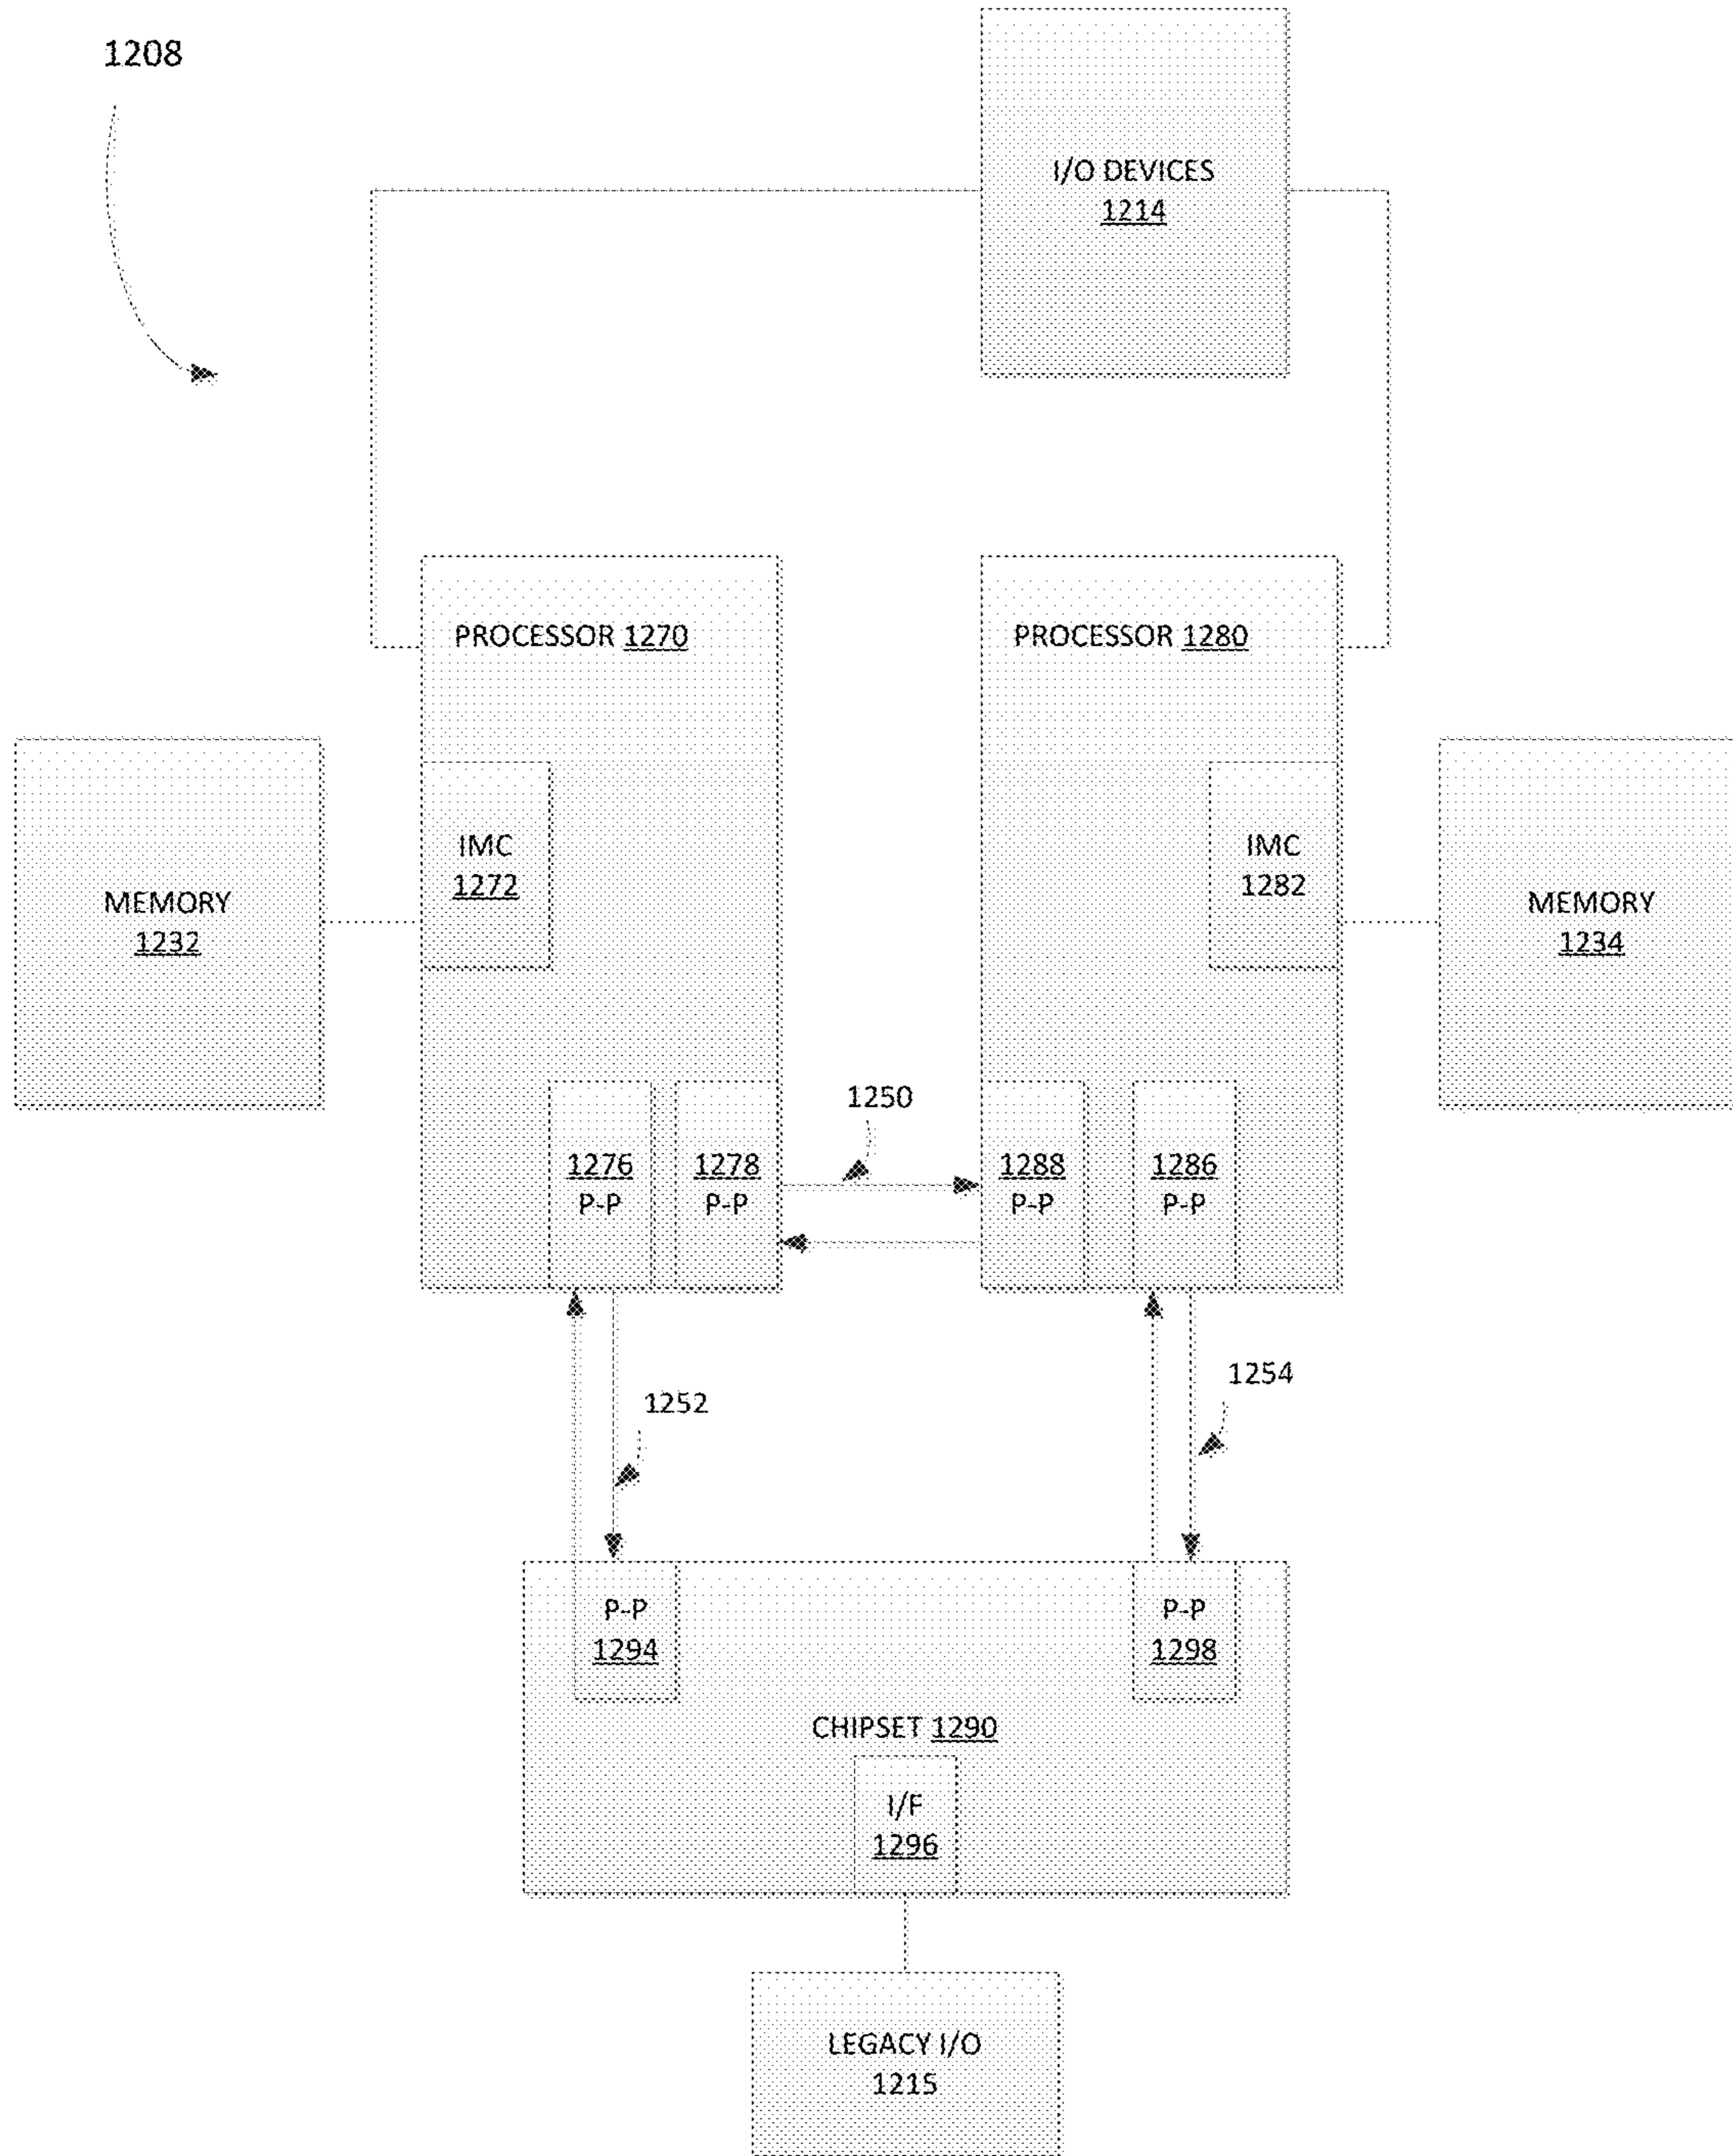 1208
I/O DEVICES
1214
PROCESSOR 1270
PROCESSOR 1280
IMC
1272
IMC
1282
MEMORY
1232
MEMORY
1234
1250
1276
P-P
1278
P-P
1288
P-P
1286
P-P
1252
1254
P-P
1294
P-P
1298
CHIPSET 1290
I/F
1296
LEGACY I/O
1215